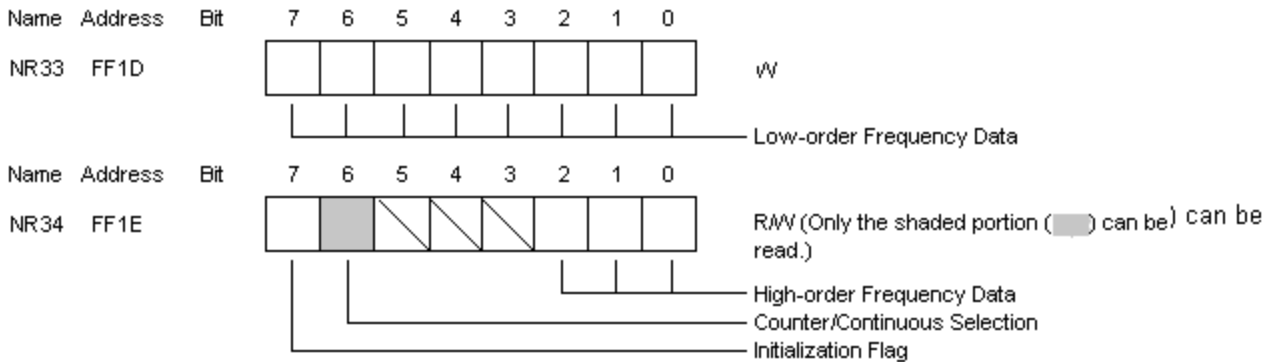 Name Address Bit 7 6 5 4 3 2 1 0
NR33 FF1D W
Low-order Frequency Data
Name Address Bit 7 6 5 4 3 2 1 0
NR34 FF1E R/W (Only the shaded portion ( ) can be) can be
read.)
High-order Frequency Data
Counter/Continuous Selection
Initialization Flag